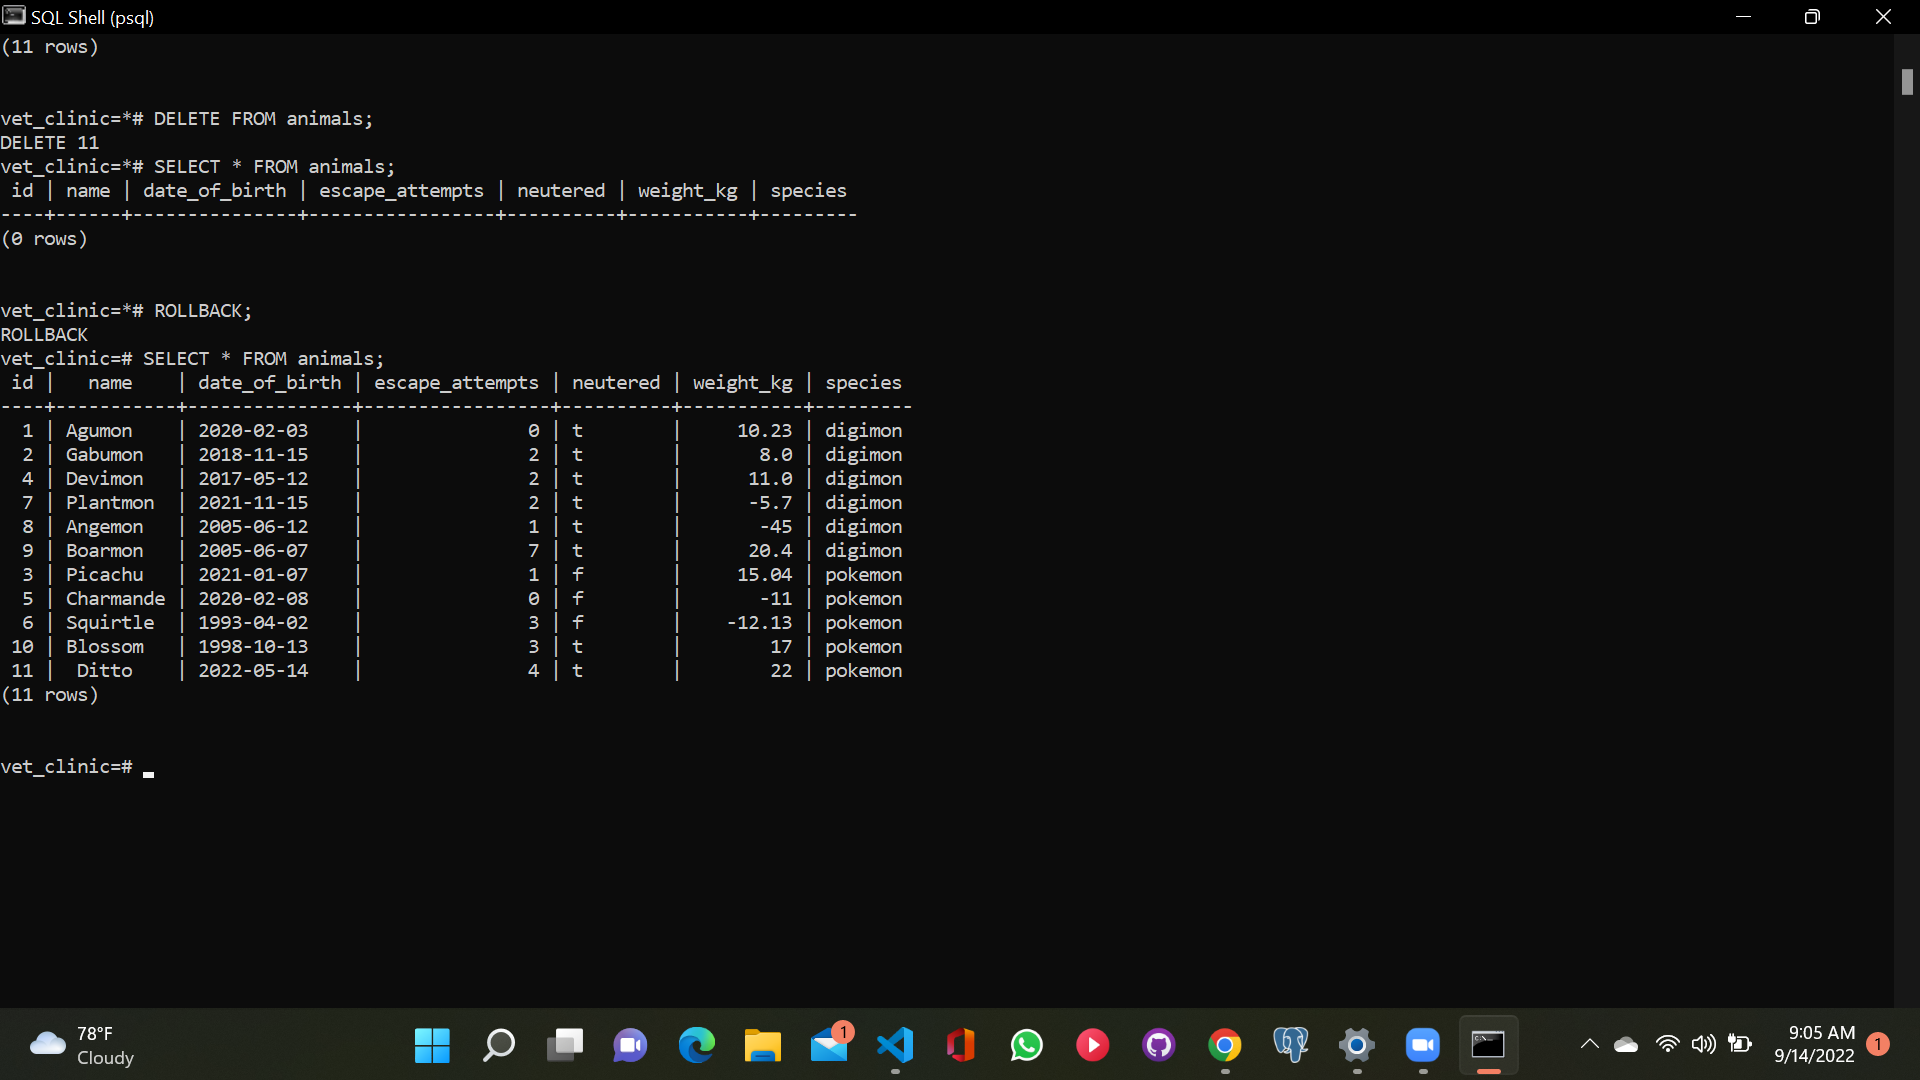 SQL Shell (psql)
(11 rows)
vet_clinic=*# DELETE FROM animals;
DELETE 11
vet_clinic=*# SELECT * FROM animals;
 id | name | date_of_birth | escape_attempts | neutered | weight_kg | species
----+------+---------------+-----------------+----------+-----------+---------
(0 rows)
vet_clinic=*# ROLLBACK;
ROLLBACK
vet_clinic=# SELECT * FROM animals;
 id |   name    | date_of_birth | escape_attempts | neutered | weight_kg | species
----+-----------+---------------+-----------------+----------+-----------+---------
  1 | Agumon    | 2020-02-03    |               0 | t        |     10.23 | digimon
  2 | Gabumon   | 2018-11-15    |               2 | t        |       8.0 | digimon
  4 | Devimon   | 2017-05-12    |               2 | t        |      11.0 | digimon
  7 | Plantmon  | 2021-11-15    |               2 | t        |      -5.7 | digimon
  8 | Angemon   | 2005-06-12    |               1 | t        |       -45 | digimon
  9 | Boarmon   | 2005-06-07    |               7 | t        |      20.4 | digimon
  3 | Picachu   | 2021-01-07    |               1 | f        |     15.04 | pokemon
  5 | Charmande | 2020-02-08    |               0 | f        |       -11 | pokemon
  6 | Squirtle  | 1993-04-02    |               3 | f        |    -12.13 | pokemon
 10 | Blossom   | 1998-10-13    |               3 | t        |        17 | pokemon
 11 |  Ditto    | 2022-05-14    |               4 | t        |        22 | pokemon
(11 rows)
vet_clinic=#
78°F
Cloudy
1
9:05 AM
9/14/2022
1